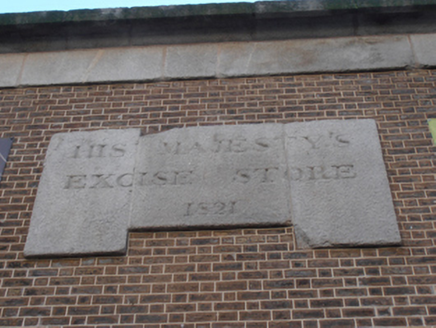 HIS MAJESTY'S
EXCISE STORE
1821